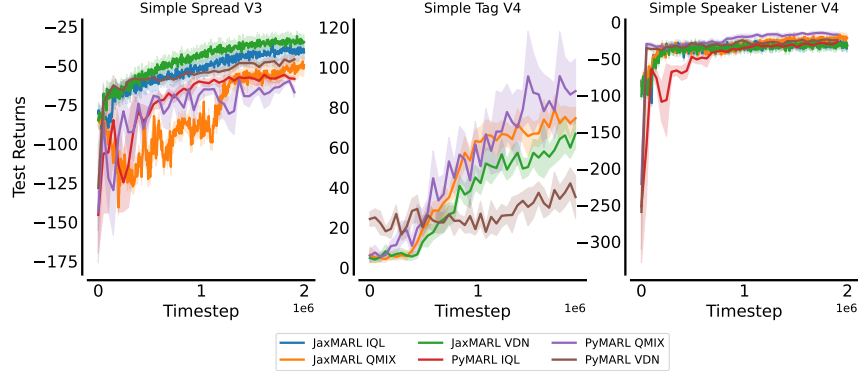 Simple Spread V3
Simple Tag V4
Simple Speaker Listener V4
Test Returns
−25
−50
−75
−100
−125
−150
−175
0
1
2
1e6
Timestep
120
100
80
60
40
20
0
0
1
1e6
Timestep
0
−50
−100
−150
−200
−250
−300
0
1
2
1e6
Timestep
JaxMARL IQL
JaxMARL VDN
PyMARL QMIX
JaxMARL QMIX
PyMARL IQL
PyMARL VDN